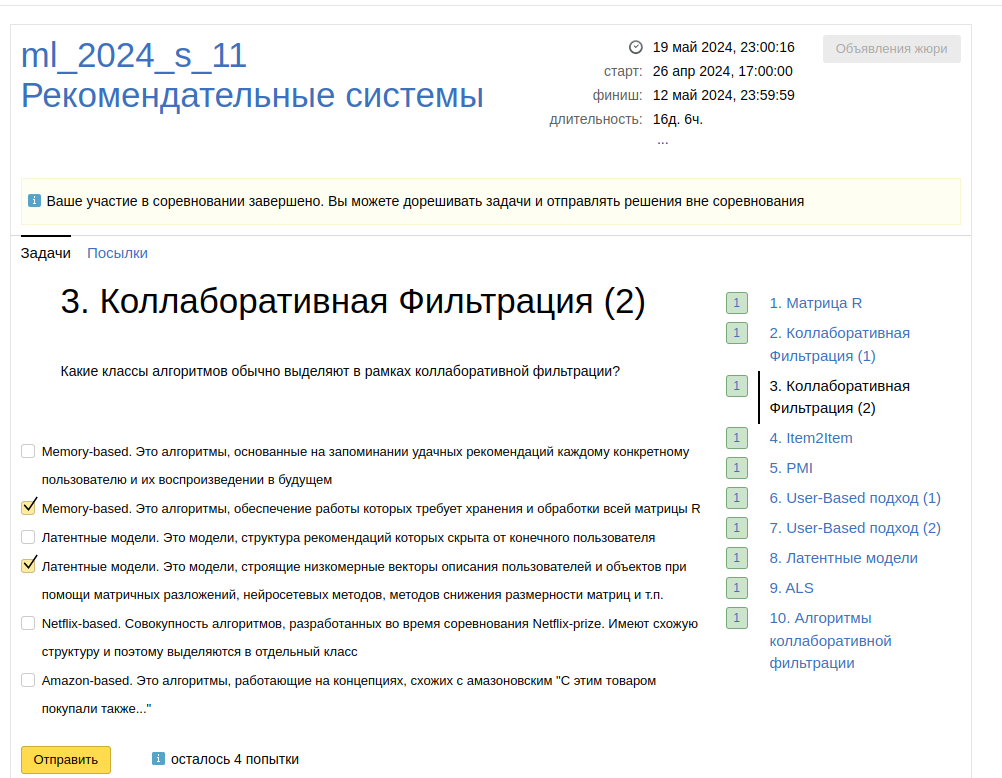 ml_2024_s_11
Рекомендательные системы
19 май 2024, 23:00:16
старт: 26 апр 2024, 17:00:00
финиш: 12 май 2024, 23:59:59
длительность: 16д. 6ч.
...
Объявления жюри
Ваше участие в соревновании завершено. Вы можете дорешивать задачи и отправлять решения вне соревнования
Задачи Посылки
3. Коллаборативная Фильтрация (2)
Какие классы алгоритмов обычно выделяют в рамках коллаборативной фильтрации?
Memory-based. Это алгоритмы, основанные на запоминании удачных рекомендаций каждому конкретному
пользователю и их воспроизведении в будущем
Memory-based. Это алгоритмы, обеспечение работы которых требует хранения и обработки всей матрицы R
Латентные модели. Это модели, структура рекомендаций которых скрыта от конечного пользователя
Латентные модели. Это модели, строящие низкомерные векторы описания пользователей и объектов при
помощи матричных разложений, нейросетевых методов, методов снижения размерности матриц и т.п.
Netflix-based. Совокупность алгоритмов, разработанных во время соревнования Netflix-prize. Имеют схожую
структуру и поэтому выделяются в отдельный класс
Amazon-based. Это алгоритмы, работающие на концепциях, схожих с амазоновским "С этим товаром
покупали также..."
Отправить
осталось 4 попытки
1 1. Матрица R
1 2. Коллаборативная
Фильтрация (1)
1 3. Коллаборативная
Фильтрация (2)
1 4. Item2Item
1 5. PMI
1 6. User-Based подход (1)
1 7. User-Based подход (2)
1 8. Латентные модели
1 9. ALS
1 10. Алгоритмы
коллаборативной
фильтрации